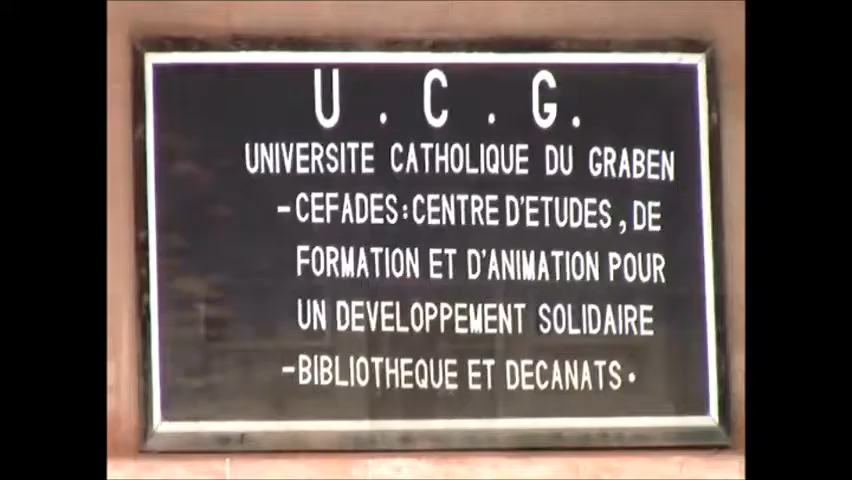 U . C . G.
UNIVERSITE CATHOLIQUE DU GRABEN
-CEFADES: CENTRE D'ETUDES, DE
FORMATION ET D'ANIMATION POUR
UN DEVELOPPEMENT SOLIDAIRE
-BIBLIOTHEQUE ET DECANATS.